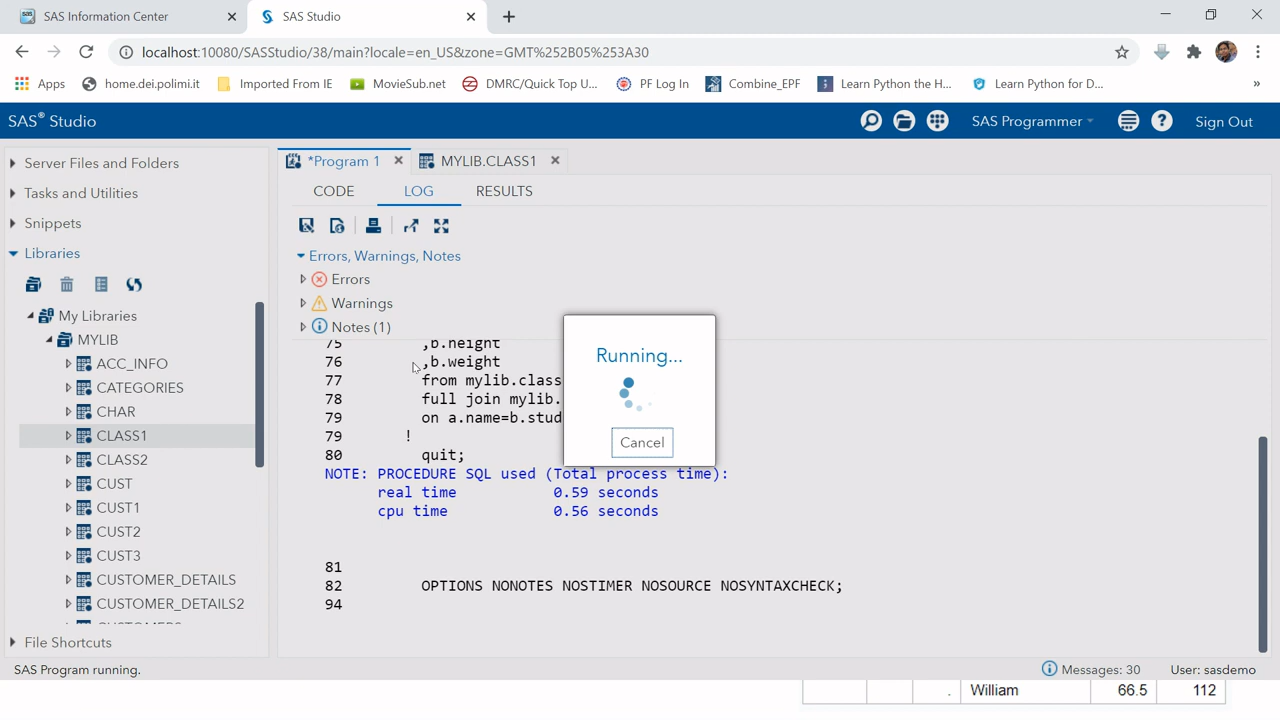 SAS Information Center
SAS Studio
localhost:10080/SASStudio/38/main?locale=en_US&zone=GMT%252B05%253A30
Apps
home.dei.polimi.it
Imported From IE
MovieSub.net
DMRC/Quick Top U...
PF Log In
Combine_EPF
Learn Python the H...
Learn Python for D...
»
SAS® Studio
SAS Programmer
Sign Out
Server Files and Folders
Tasks and Utilities
Snippets
Libraries
My Libraries
MYLIB
ACC_INFO
CATEGORIES
CHAR
CLASS1
CLASS2
CUST
CUST1
CUST2
CUST3
CUSTOMER_DETAILS
CUSTOMER_DETAILS2
File Shortcuts
*Program 1
MYLIB.CLASS1
CODE
LOG
RESULTS
Errors, Warnings, Notes
Errors
Warnings
Notes (1)
75 ,b.height
76 ,b.weight
77 from mylib.class
78 full join mylib.
79 on a.name=b.stud
79 !
80 quit;
NOTE: PROCEDURE SQL used (Total process time):
real time 0.59 seconds
cpu time 0.56 seconds
81
82 OPTIONS NONOTES NOSTIMER NOSOURCE NOSYNTAXCHECK;
94
Running...
Cancel
SAS Program running.
Messages: 30
User: sasdemo
. William 66.5 112